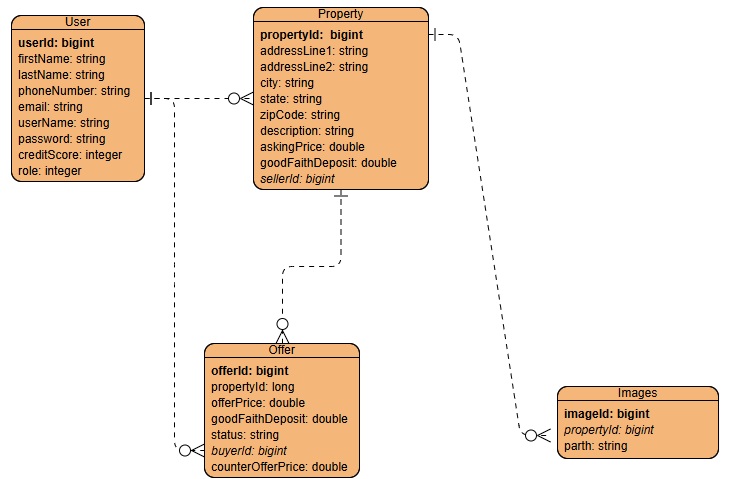 User
userId: bigint
firstName: string
lastName: string
phoneNumber: string
email: string
userName: string
password: string
creditScore: integer
role: integer
Property
propertyId: bigint
addressLine1: string
addressLine2: string
city: string
state: string
zipCode: string
description: string
askingPrice: double
goodFaithDeposit: double
sellerId: bigint
Offer
offerId: bigint
propertyId: long
offerPrice: double
goodFaithDeposit: double
status: string
buyerId: bigint
counterOfferPrice: double
Images
imageId: bigint
propertyId: bigint
parth: string